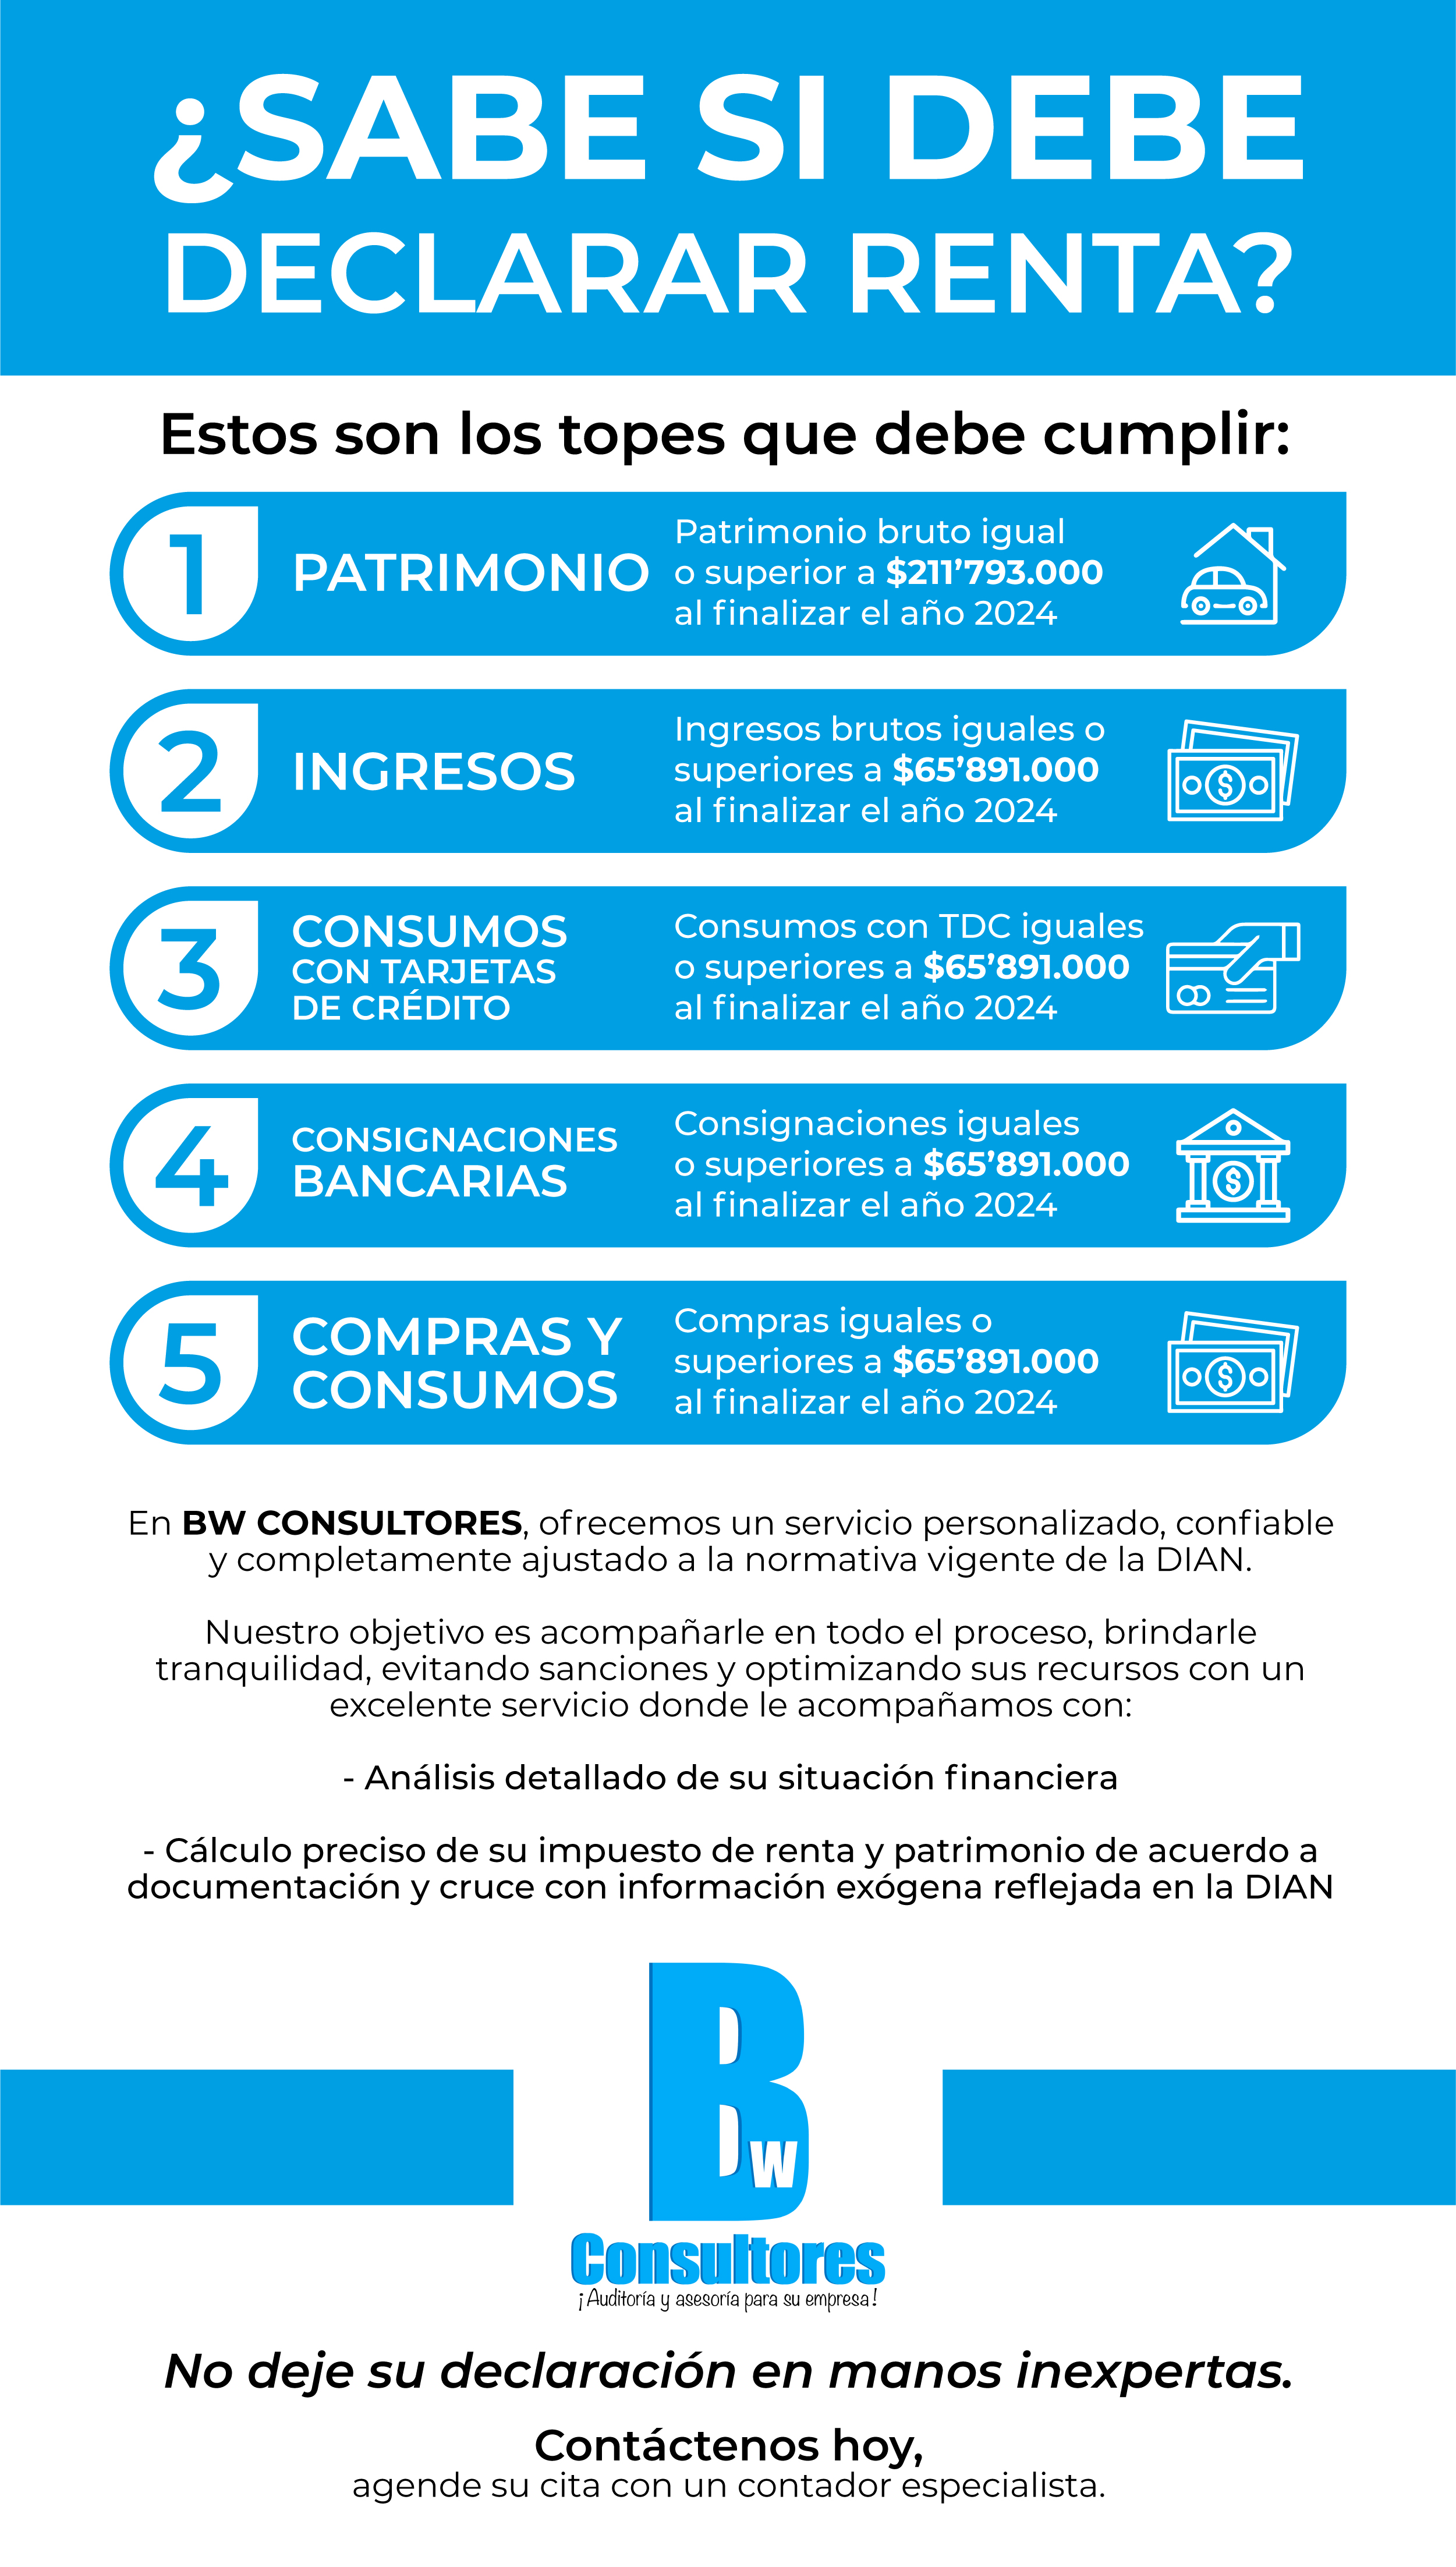 ¿SABE SI DEBE
DECLARAR RENTA?
Estos son los topes que debe cumplir:
1
PATRIMONIO
Patrimonio bruto igual
o superior a $211’793.000
al finalizar el año 2024
2
INGRESOS
Ingresos brutos iguales o
superiores a $65’891.000
al finalizar el año 2024
3
CONSUMOS
CON TARJETAS
DE CRÉDITO
Consumos con TDC iguales
o superiores a $65’891.000
al finalizar el año 2024
4
CONSIGNACIONES
BANCARIAS
Consignaciones iguales
o superiores a $65’891.000
al finalizar el año 2024
5
COMPRAS Y
CONSUMOS
Compras iguales o
superiores a $65’891.000
al finalizar el año 2024
En BW CONSULTORES, ofrecemos un servicio personalizado, confiable
y completamente ajustado a la normativa vigente de la DIAN.
Nuestro objetivo es acompañarle en todo el proceso, brindarle
tranquilidad, evitando sanciones y optimizando sus recursos con un
excelente servicio donde le acompañamos con:
- Análisis detallado de su situación financiera
- Cálculo preciso de su impuesto de renta y patrimonio de acuerdo a
documentación y cruce con información exógena reflejada en la DIAN
BW
Consultores
¡Auditoría y asesoría para su empresa!
No deje su declaración en manos inexpertas.
Contáctenos hoy,
agende su cita con un contador especialista.